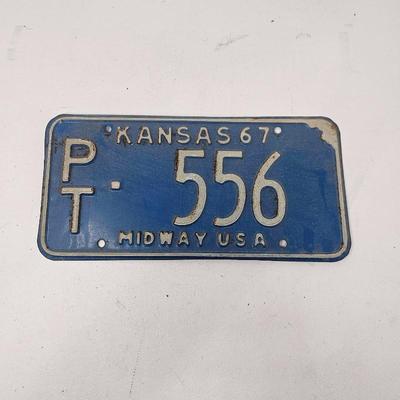 KANSAS 67
PT - 556
MIDWAY USA